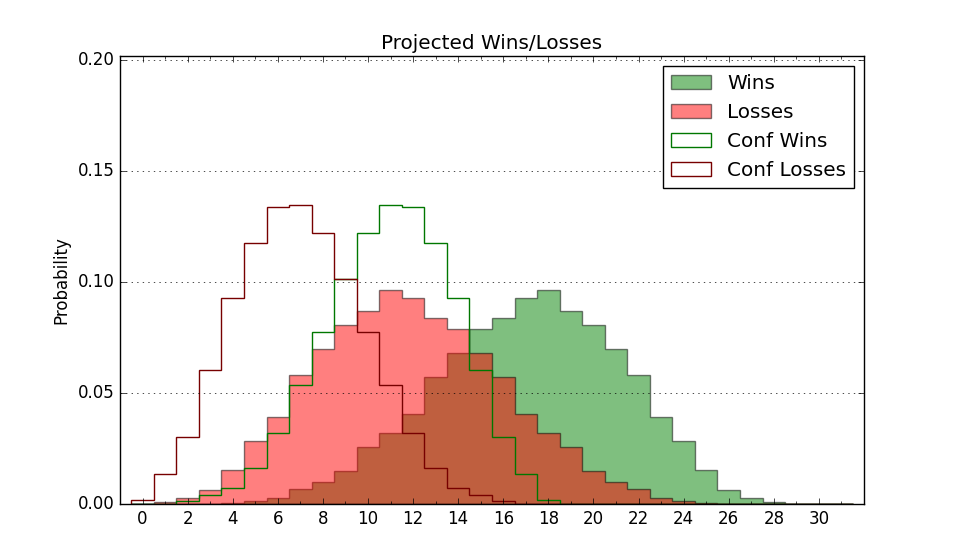 Projected Wins/Losses
Wins
Losses
Conf Wins
Conf Losses
Probability
0.20
0.15
0.10
0.05
0.00
0 2 4 6 8 10 12 14 16 18 20 22 24 26 28 30